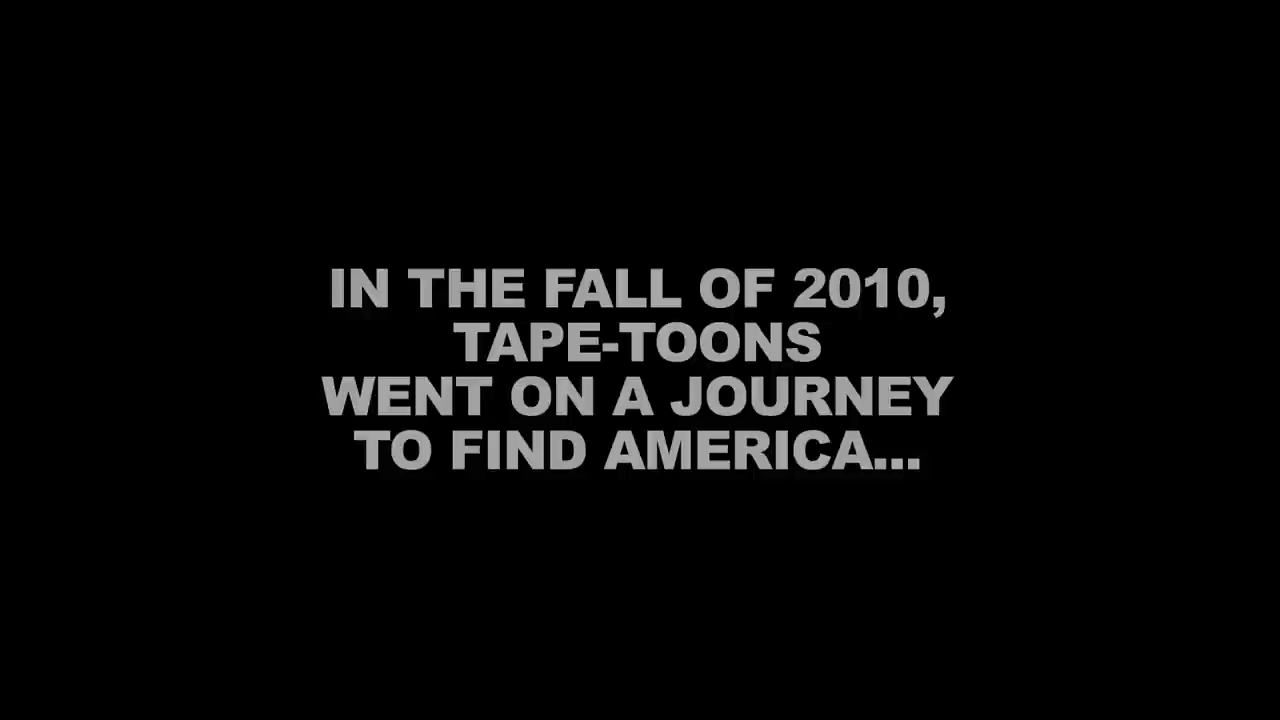 IN THE FALL OF 2010,
TAPE-TOONS
WENT ON A JOURNEY
TO FIND AMERICA...